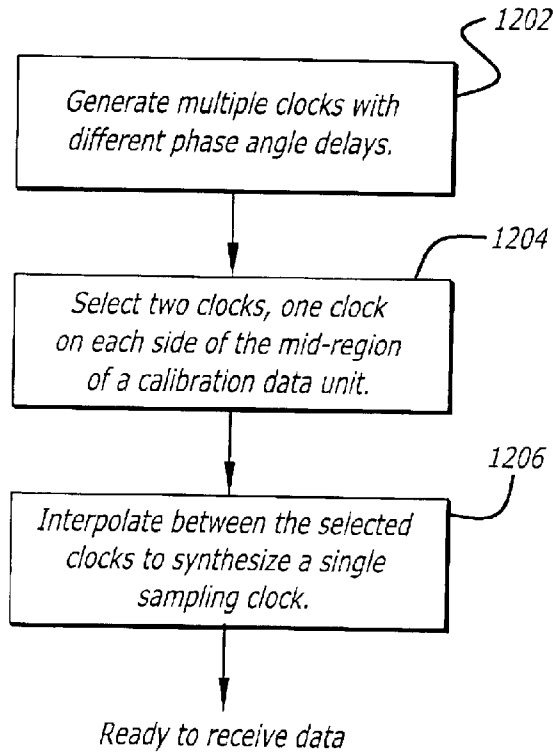 1202
Generate multiple clocks with
different phase angle delays.
1204
Select two clocks, one clock
on each side of the mid-region
of a calibration data unit.
1206
Interpolate between the selected
clocks to synthesize a single
sampling clock.
Ready to receive data